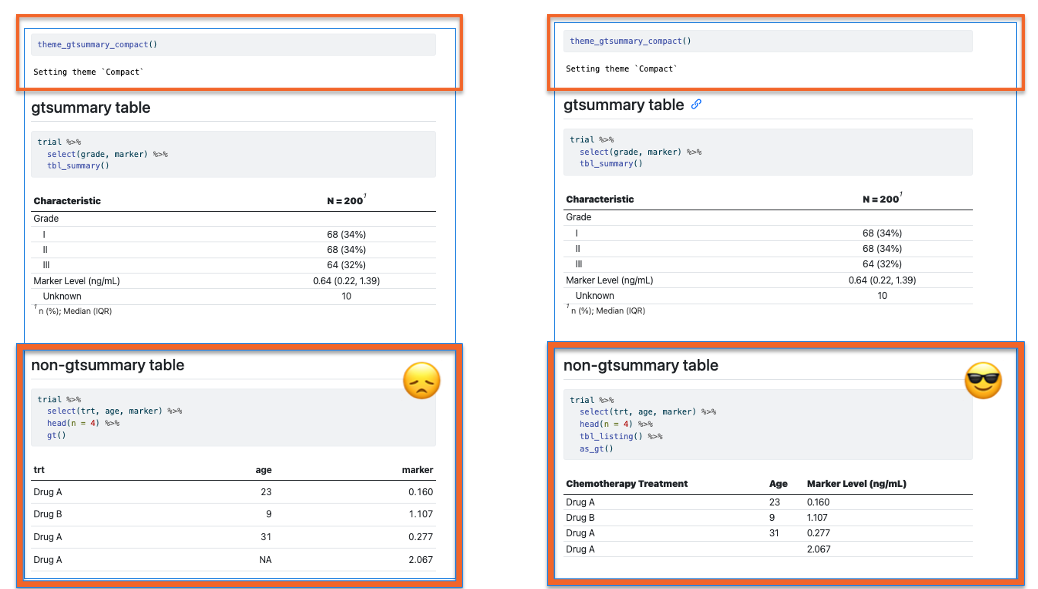 theme_gtsummary_compact()
Setting theme `Compact`
gtsummary table
trial %>%
select(grade, marker) %>%
tbl_summary()
Characteristic N = 200¹
Grade
I 68 (34%)
II 68 (34%)
III 64 (32%)
Marker Level (ng/mL) 0.64 (0.22, 1.39)
Unknown 10
¹ n (%); Median (IQR)
non-gtsummary table
trial %>%
select(trt, age, marker) %>%
head(n = 4) %>%
gt()
trt age marker
Drug A 23 0.160
Drug B 9 1.107
Drug A 31 0.277
Drug A NA 2.067
theme_gtsummary_compact()
Setting theme `Compact`
gtsummary table
trial %>%
select(grade, marker) %>%
tbl_summary()
Characteristic N = 200¹
Grade
I 68 (34%)
II 68 (34%)
III 64 (32%)
Marker Level (ng/mL) 0.64 (0.22, 1.39)
Unknown 10
¹ n (%); Median (IQR)
non-gtsummary table
trial %>%
select(trt, age, marker) %>%
head(n = 4) %>%
tbl_listing() %>%
as_gt()
Chemotherapy Treatment Age Marker Level (ng/mL)
Drug A 23 0.160
Drug B 9 1.107
Drug A 31 0.277
Drug A 2.067